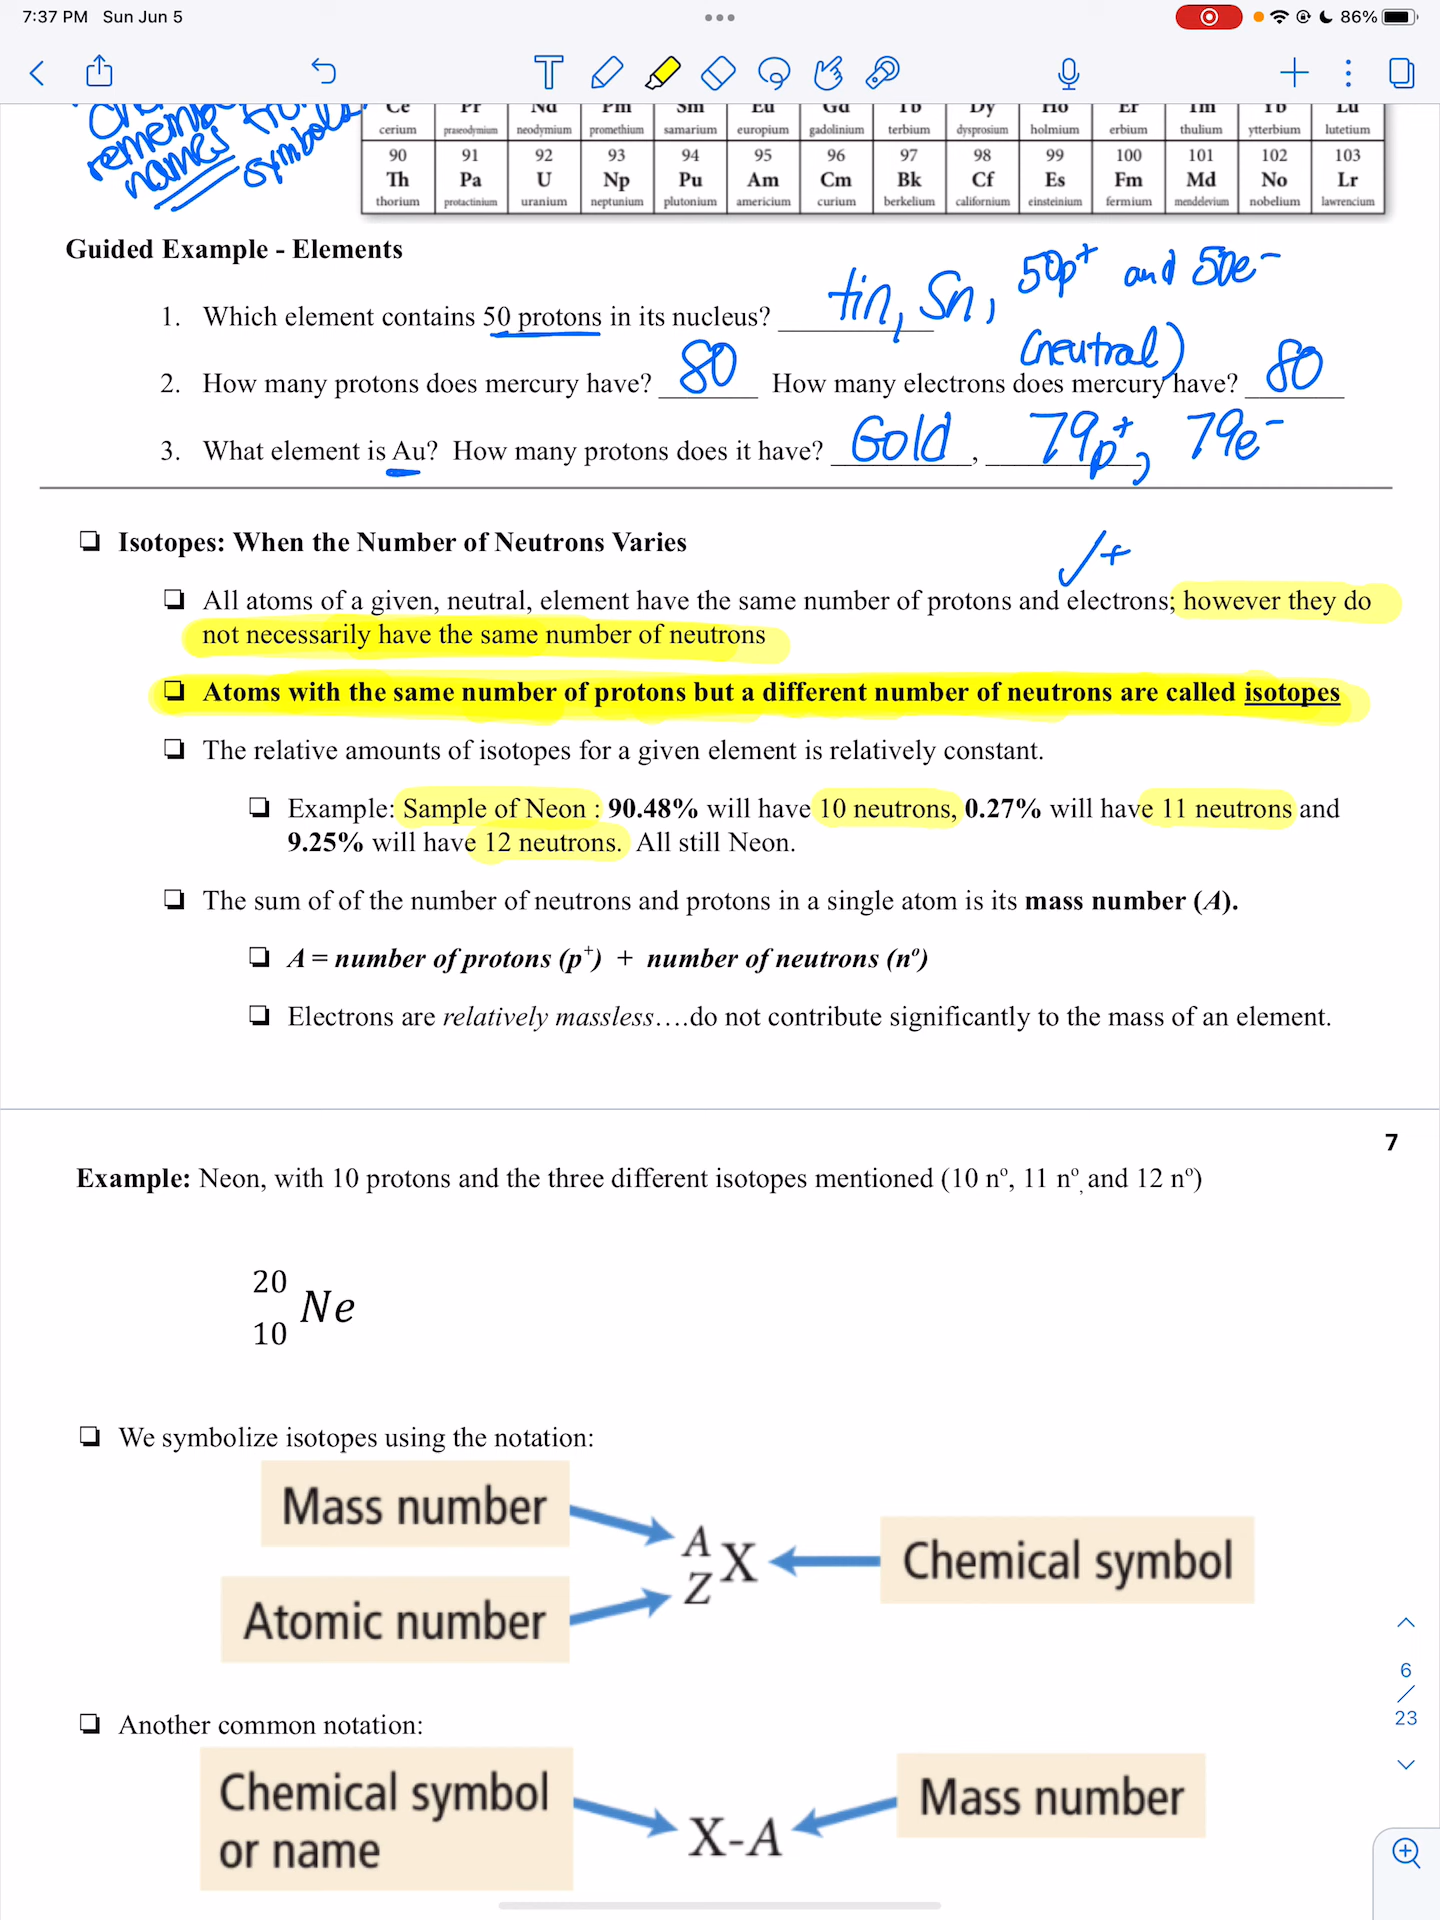 7:37 PM Sun Jun 5
86%
names
symbols
Ce Pr Nd Pm Sm Eu Gd Tb Dy Ho Er Tm Yb Lu
cerium praseodymium neodymium promethium samarium europium gadolinium terbium dysprosium holmium erbium thulium ytterbium lutetium
90 91 92 93 94 95 96 97 98 99 100 101 102 103
Th Pa U Np Pu Am Cm Bk Cf Es Fm Md No Lr
thorium protactinium uranium neptunium plutonium americium curium berkelium californium einsteinium fermium mendelevium nobelium lawrencium
Guided Example - Elements
50p⁺ and 50e⁻
1. Which element contains 50 protons in its nucleus? tin, Sn,
(neutral)
2. How many protons does mercury have? 80 How many electrons does mercury have? 80
3. What element is Au? How many protons does it have? Gold, 79p⁺, 79e⁻
❏ Isotopes: When the Number of Neutrons Varies
❏ All atoms of a given, neutral, element have the same number of protons and electrons; however they do
not necessarily have the same number of neutrons
❏ Atoms with the same number of protons but a different number of neutrons are called isotopes
❏ The relative amounts of isotopes for a given element is relatively constant.
❏ Example: Sample of Neon : 90.48% will have 10 neutrons, 0.27% will have 11 neutrons and
9.25% will have 12 neutrons. All still Neon.
❏ The sum of of the number of neutrons and protons in a single atom is its mass number (A).
❏ A = number of protons (p⁺) + number of neutrons (nº)
❏ Electrons are relatively massless….do not contribute significantly to the mass of an element.
7
Example: Neon, with 10 protons and the three different isotopes mentioned (10 nº, 11 nº, and 12 nº)
20
Ne
10
❏ We symbolize isotopes using the notation:
Mass number
A
X
Z
Chemical symbol
Atomic number
6
/
23
❏ Another common notation:
Chemical symbol
or name
X-A
Mass number